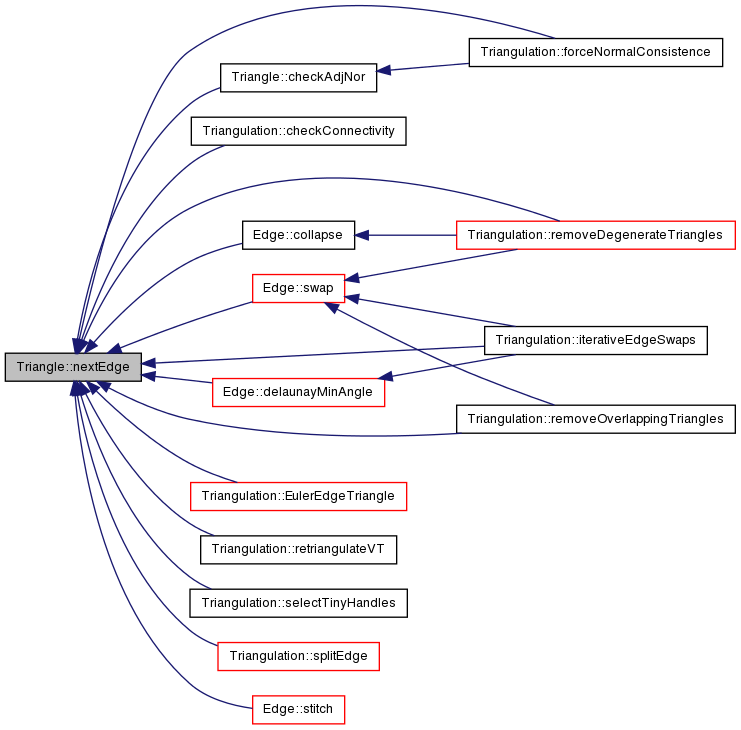 Triangulation::forceNormalConsistence
Triangle::checkAdjNor
Triangulation::checkConnectivity
Edge::collapse
Triangulation::removeDegenerateTriangles
Edge::swap
Triangulation::iterativeEdgeSwaps
Triangle::nextEdge
Edge::delaunayMinAngle
Triangulation::removeOverlappingTriangles
Triangulation::EulerEdgeTriangle
Triangulation::retriangulateVT
Triangulation::selectTinyHandles
Triangulation::splitEdge
Edge::stitch